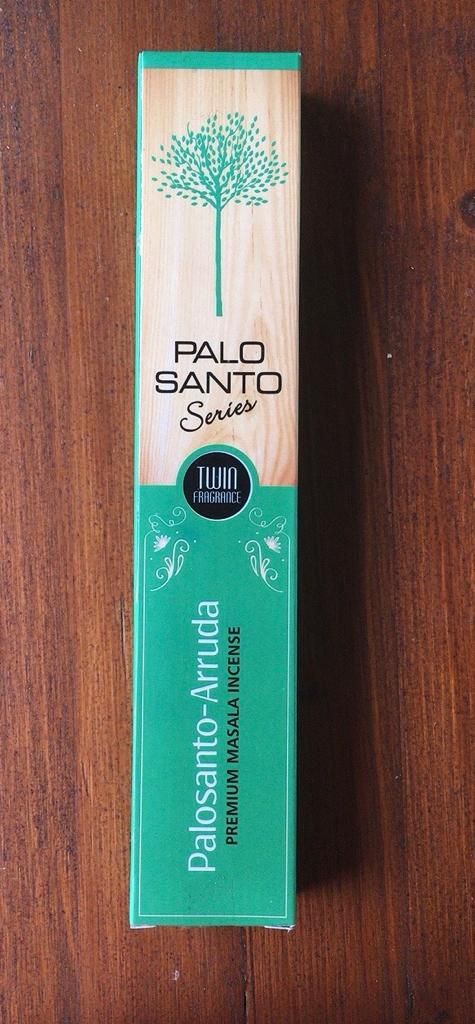 PALO
SANTO
Series
TWIN
FRAGRANCE
Palosanto-Arruda
PREMIUM MASALA INCENSE